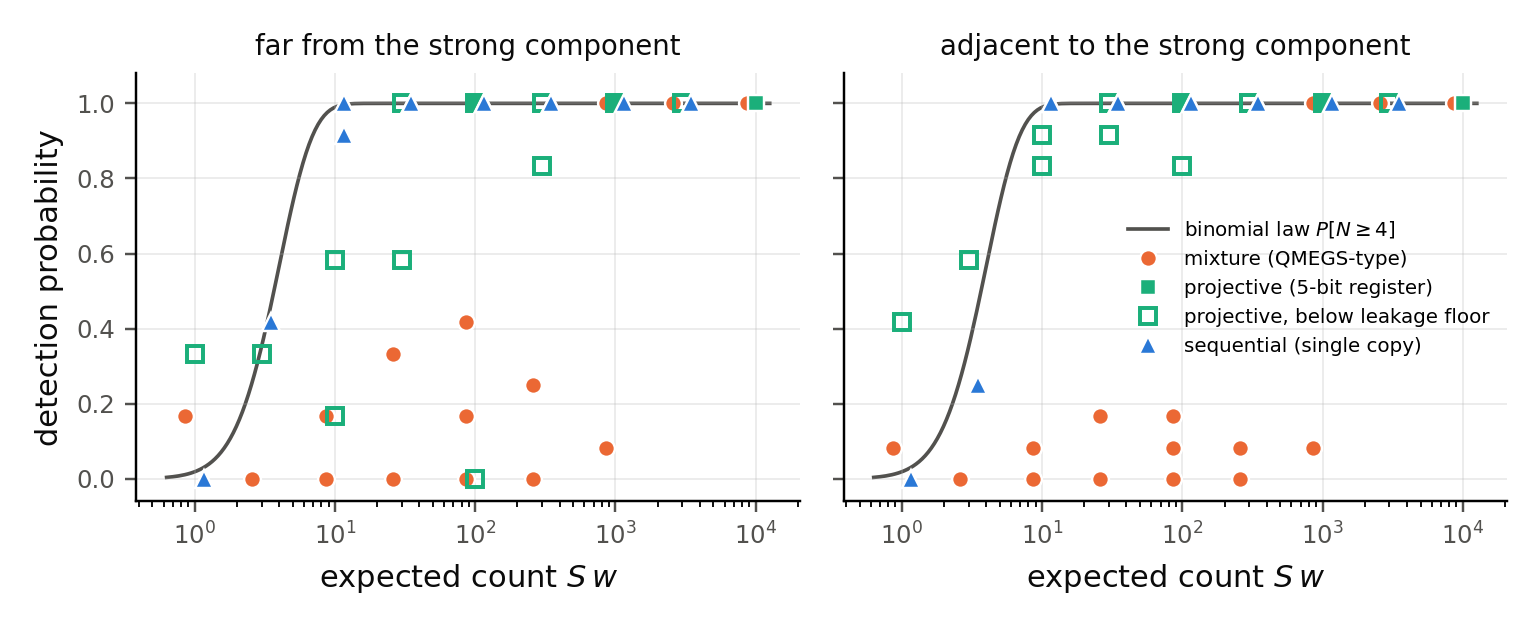 far from the strong component
adjacent to the strong component
detection probability
1.0
0.8
0.6
0.4
0.2
0.0
10⁰ 10¹ 10² 10³ 10⁴
expected count S w
binomial law P[N ≥ 4]
mixture (QMEGS-type)
projective (5-bit register)
projective, below leakage floor
sequential (single copy)
10⁰ 10¹ 10² 10³ 10⁴
expected count S w